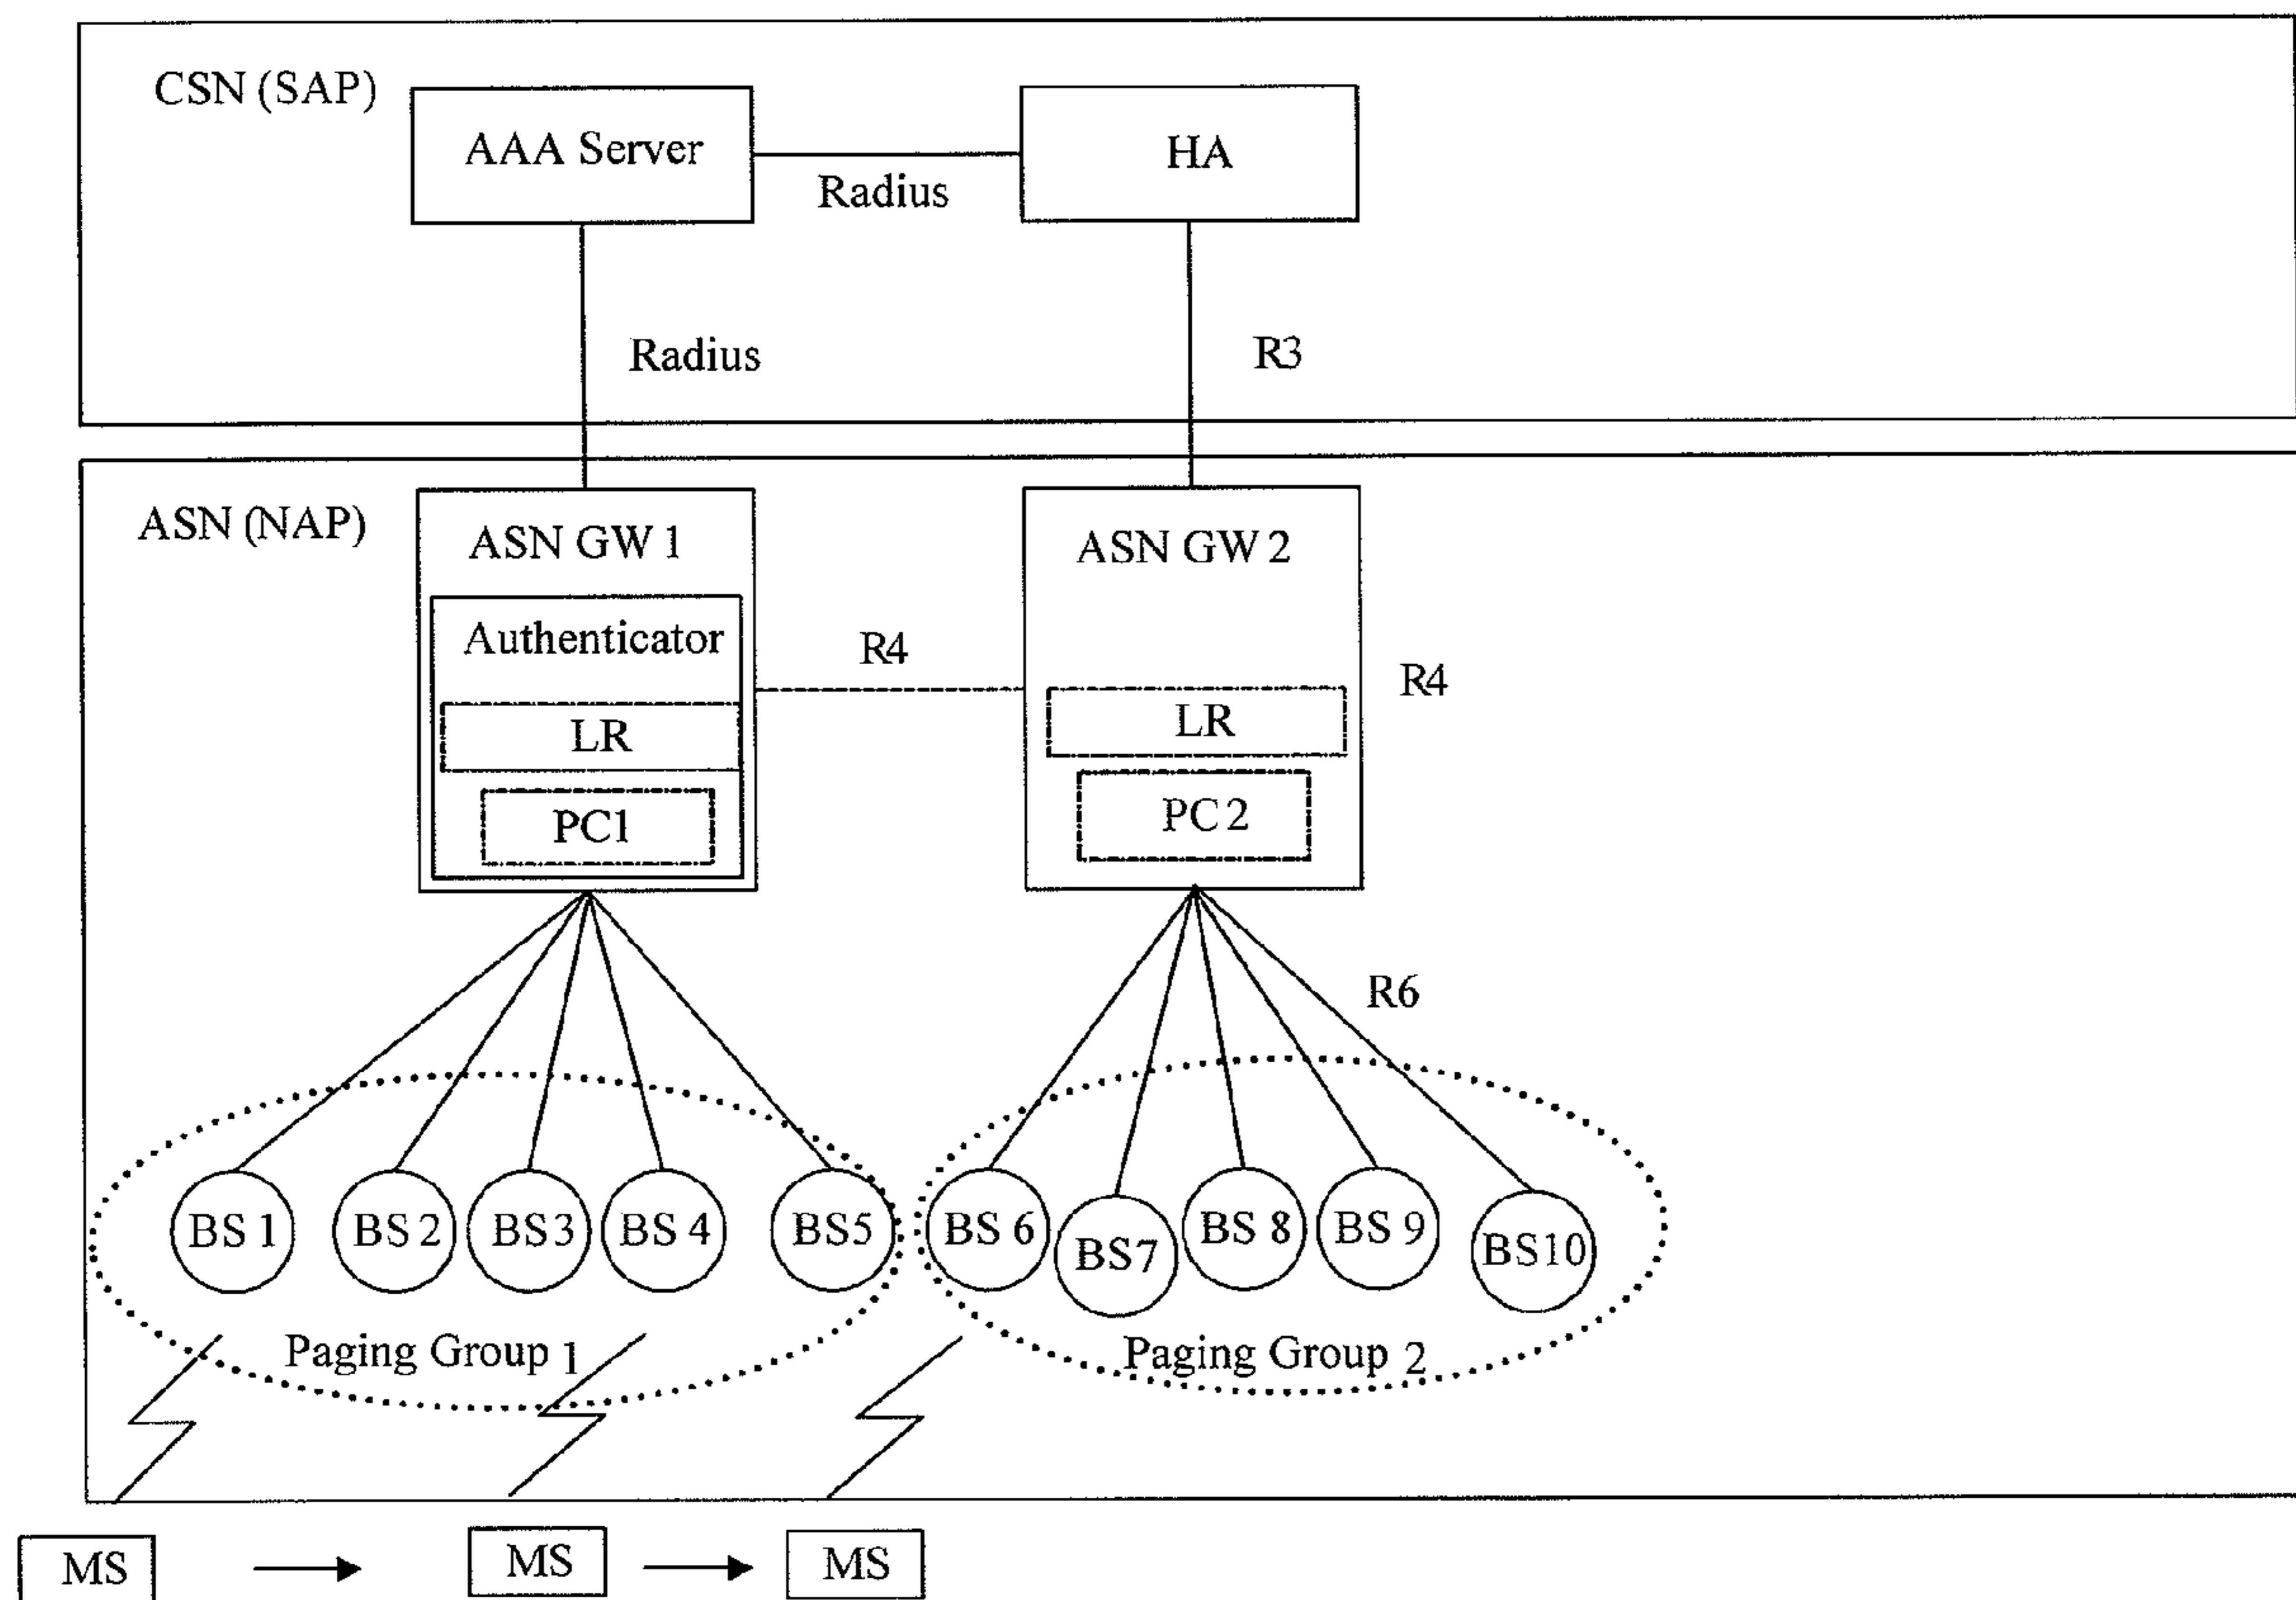 CSN (SAP)
AAA Server
HA
Radius
Radius
R3
ASN (NAP)
ASN GW 1
ASN GW 2
Authenticator
R4
R4
LR
LR
PC1
PC 2
R6
BS 1
BS 2
BS3
BS 4
BS5
BS 6
BS7
BS 8
BS 9
BS10
Paging Group 1
Paging Group 2
MS
MS
MS